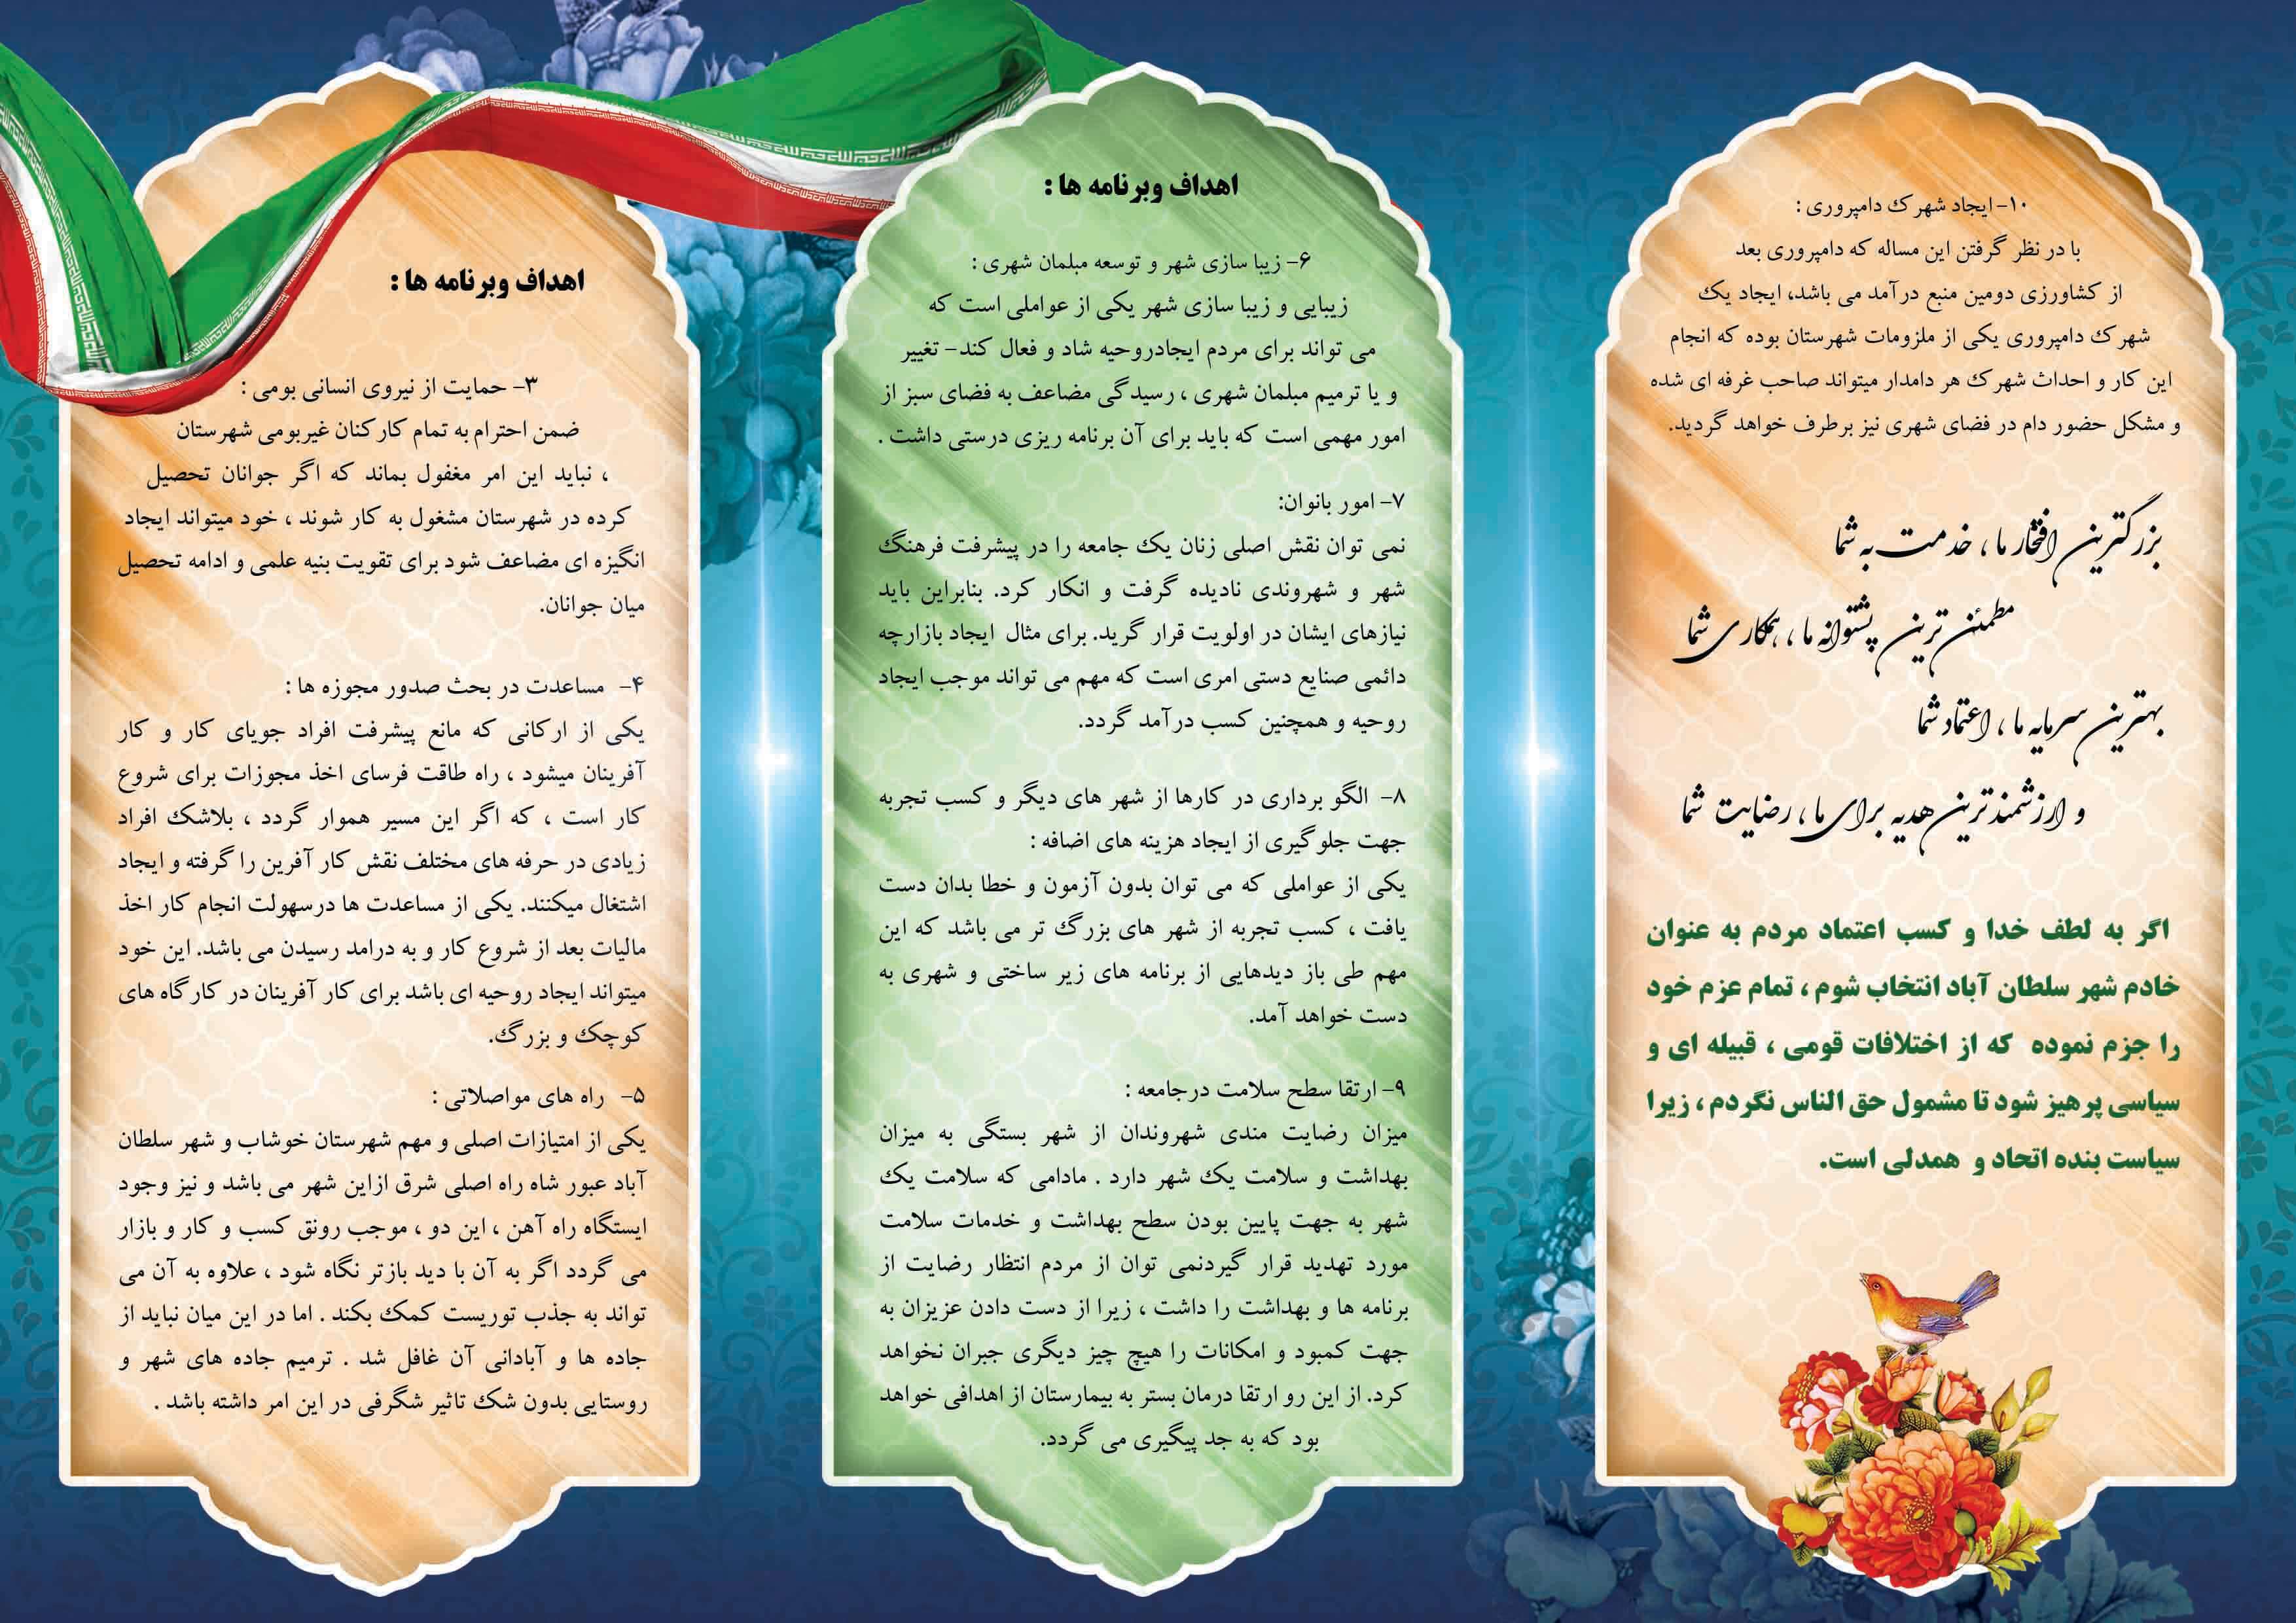 اهداف وبرنامه ها :
۳- حمایت از نیروی انسانی بومی :
ضمن احترام به تمام کارکنان غیربومی شهرستان
، نباید این امر مغفول بماند که اگر جوانان تحصیل
کرده در شهرستان مشغول به کار شوند ، خود میتواند ایجاد
انگیزه ای مضاعف شود برای تقویت بنیه علمی و ادامه تحصیل
میان جوانان.
۴- مساعدت در بحث صدور مجوزه ها :
یکی از ارکانی که مانع پیشرفت افراد جویای کار و کار
آفرینان میشود ، راه طاقت فرسای اخذ مجوزات برای شروع
کار است ، که اگر این مسیر هموار گردد ، بلاشک افراد
زیادی در حرفه های مختلف نقش کار آفرین را گرفته و ایجاد
اشتغال میکنند. یکی از مساعدت ها درسهولت انجام کار اخذ
مالیات بعد از شروع کار و به درامد رسیدن می باشد. این خود
میتواند ایجاد روحیه ای باشد برای کار آفرینان در کارگاه های
کوچک و بزرگ.
۵- راه های مواصلاتی :
یکی از امتیازات اصلی و مهم شهرستان خوشاب و شهر سلطان
آباد عبور شاه راه اصلی شرق ازاین شهر می باشد و نیز وجود
ایستگاه راه آهن ، این دو ، موجب رونق کسب و کار و بازار
می گردد اگر به آن با دید بازتر نگاه شود ، علاوه به آن می
تواند به جذب توریست کمک بکند . اما در این میان نباید از
جاده ها و آبادانی آن غافل شد . ترمیم جاده های شهر و
روستایی بدون شک تاثیر شگرفی در این امر داشته باشد .
اهداف وبرنامه ها :
۶- زیبا سازی شهر و توسعه مبلمان شهری :
زیبایی و زیبا سازی شهر یکی از عواملی است که
می تواند برای مردم ایجادروحیه شاد و فعال کند- تغییر
و یا ترمیم مبلمان شهری ، رسیدگی مضاعف به فضای سبز از
امور مهمی است که باید برای آن برنامه ریزی درستی داشت .
۷- امور بانوان:
نمی توان نقش اصلی زنان یک جامعه را در پیشرفت فرهنگ
شهر و شهروندی نادیده گرفت و انکار کرد. بنابراین باید
نیازهای ایشان در اولویت قرار گرید. برای مثال ایجاد بازارچه
دائمی صنایع دستی امری است که مهم می تواند موجب ایجاد
روحیه و همچنین کسب درآمد گردد.
۸- الگو برداری در کارها از شهر های دیگر و کسب تجربه
جهت جلوگیری از ایجاد هزینه های اضافه :
یکی از عواملی که می توان بدون آزمون و خطا بدان دست
یافت ، کسب تجربه از شهر های بزرگ تر می باشد که این
مهم طی باز دیدهایی از برنامه های زیر ساختی و شهری به
دست خواهد آمد.
۹- ارتقا سطح سلامت درجامعه :
میزان رضایت مندی شهروندان از شهر بستگی به میزان
بهداشت و سلامت یک شهر دارد . مادامی که سلامت یک
شهر به جهت پایین بودن سطح بهداشت و خدمات سلامت
مورد تهدید قرار گیردنمی توان از مردم انتظار رضایت از
برنامه ها و بهداشت را داشت ، زیرا از دست دادن عزیزان به
جهت کمبود و امکانات را هیچ چیز دیگری جبران نخواهد
کرد. از این رو ارتقا درمان بستر به بیمارستان از اهدافی خواهد
بود که به جد پیگیری می گردد.
۱۰- ایجاد شهرک دامپروری :
با در نظر گرفتن این مساله که دامپروری بعد
از کشاورزی دومین منبع درآمد می باشد، ایجاد یک
شهرک دامپروری یکی از ملزومات شهرستان بوده که انجام
این کار و احداث شهرک هر دامدار میتواند صاحب غرفه ای شده
و مشکل حضور دام در فضای شهری نیز برطرف خواهد گردید.
بزرگترین افتخار ما ، خدمت به شما
مطمئن ترین پشتوانه ما ، همکاری شما
بهترین سرمایه ما ، اعتماد شما
و ارزشمندترین هدیه برای ما ، رضایت شما
اگر به لطف خدا و کسب اعتماد مردم به عنوان
خادم شهر سلطان آباد انتخاب شوم ، تمام عزم خود
را جزم نموده که از اختلافات قومی ، قبیله ای و
سیاسی پرهیز شود تا مشمول حق الناس نگردم ، زیرا
سیاست بنده اتحاد و همدلی است.